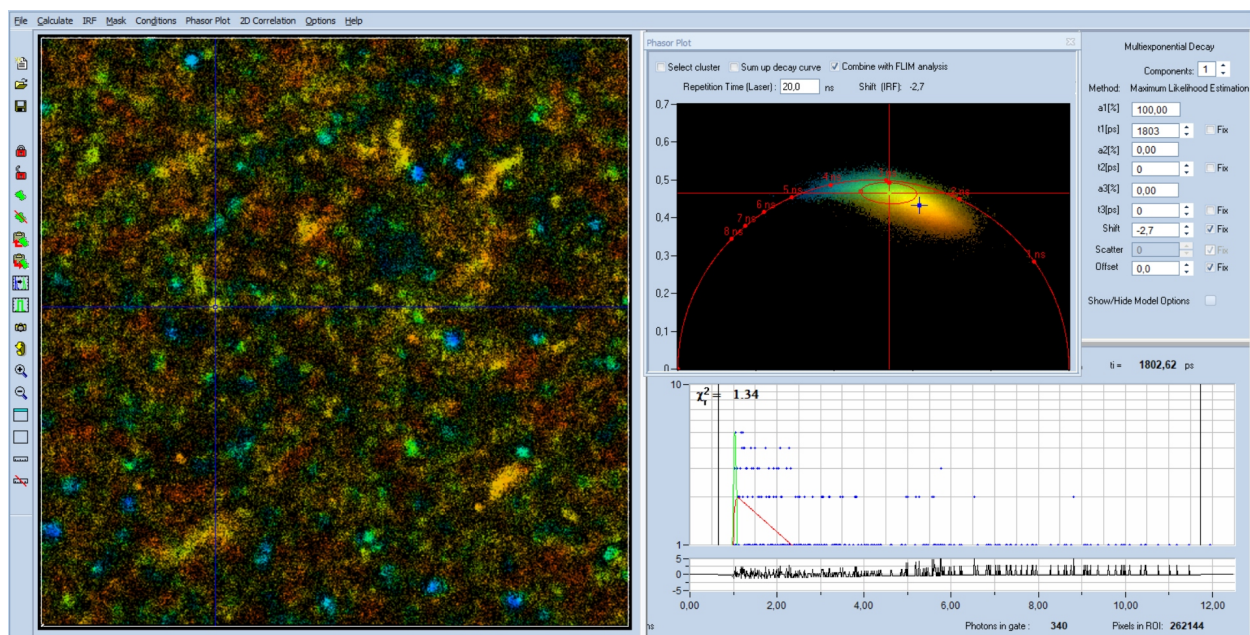 File Calculate IRF Mask Conditions Phasor Plot 2D Correlation Options Help
Phasor Plot
Select cluster Sum up decay curve Combine with FLIM analysis
Repetition Time (Laser) : 20,0 ns Shift (IRF): -2,7
0,7
0,6
0,5
0,4
0,3
0,2
0,1
0
8 ns
7 ns
6 ns
5 ns
4 ns
2 ns
1 ns
Multiexponential Decay
Components: 1
Method: Maximum Likelihood Estimation
a1[%] 100,00
t1[ps] 1803 Fix
a2[%] 0,00
t2[ps] 0 Fix
a3[%] 0,00
t3[ps] 0 Fix
Shift -2,7 Fix
Scatter 0 Fix
Offset 0,0 Fix
Show/Hide Model Options
ti = 1802,62 ps
10
χ²r = 1.34
1
5
0
-5
0,00 2,00 4,00 6,00 8,00 10,00 12,00
ns Photons in gate : 340 Pixels in ROI: 262144